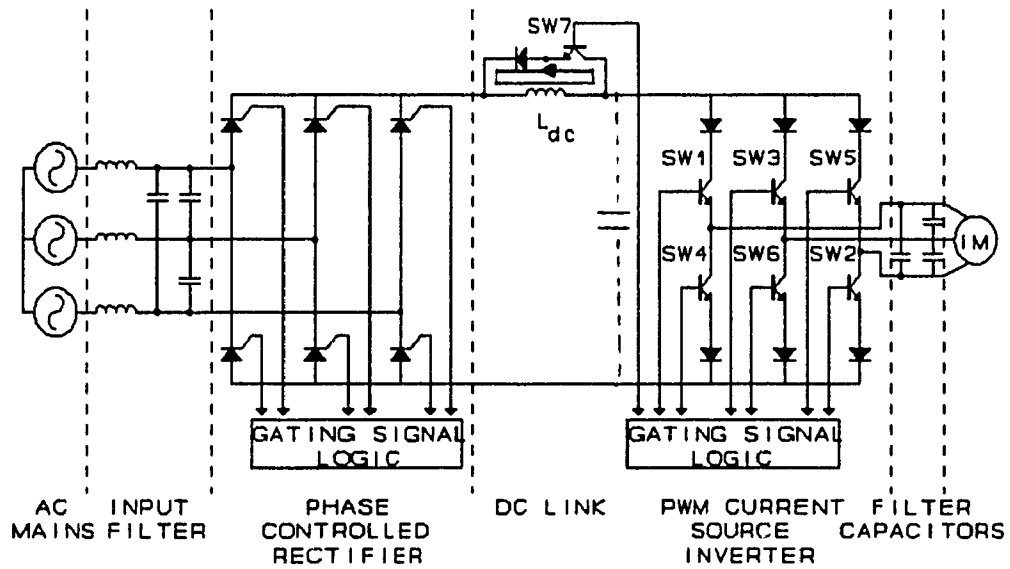 SW7
L dc
SW1 SW3 SW5
SW4 SW6 SW2
IM
GATING SIGNAL
LOGIC
GATING SIGNAL
LOGIC
AC
MAINS
INPUT
FILTER
PHASE
CONTROLLED
RECTIFIER
DC LINK
PWM CURRENT
SOURCE
INVERTER
FILTER
CAPACITORS